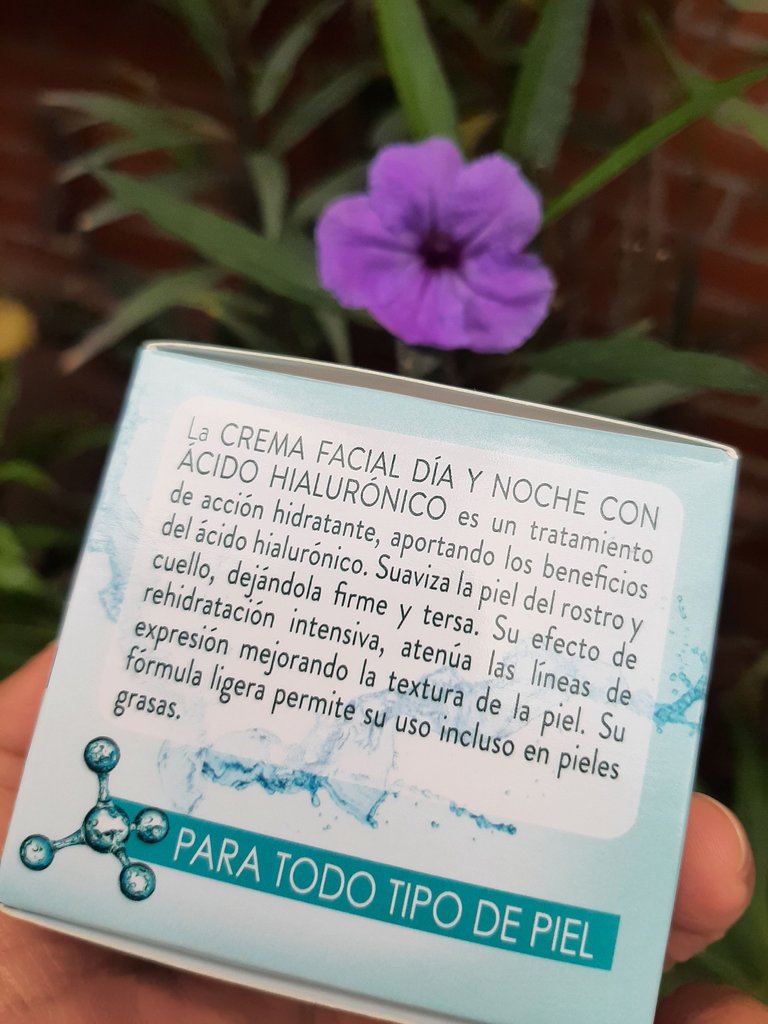 La CREMA FACIAL DÍA Y NOCHE CON
ÁCIDO HIALURÓNICO es un tratamiento
de acción hidratante, aportando los beneficios
del ácido hialurónico. Suaviza la piel del rostro y
cuello, dejándola firme y tersa. Su efecto de
rehidratación intensiva, atenúa las líneas de
expresión mejorando la textura de la piel. Su
fórmula ligera permite su uso incluso en pieles
grasas.
PARA TODO TIPO DE PIEL